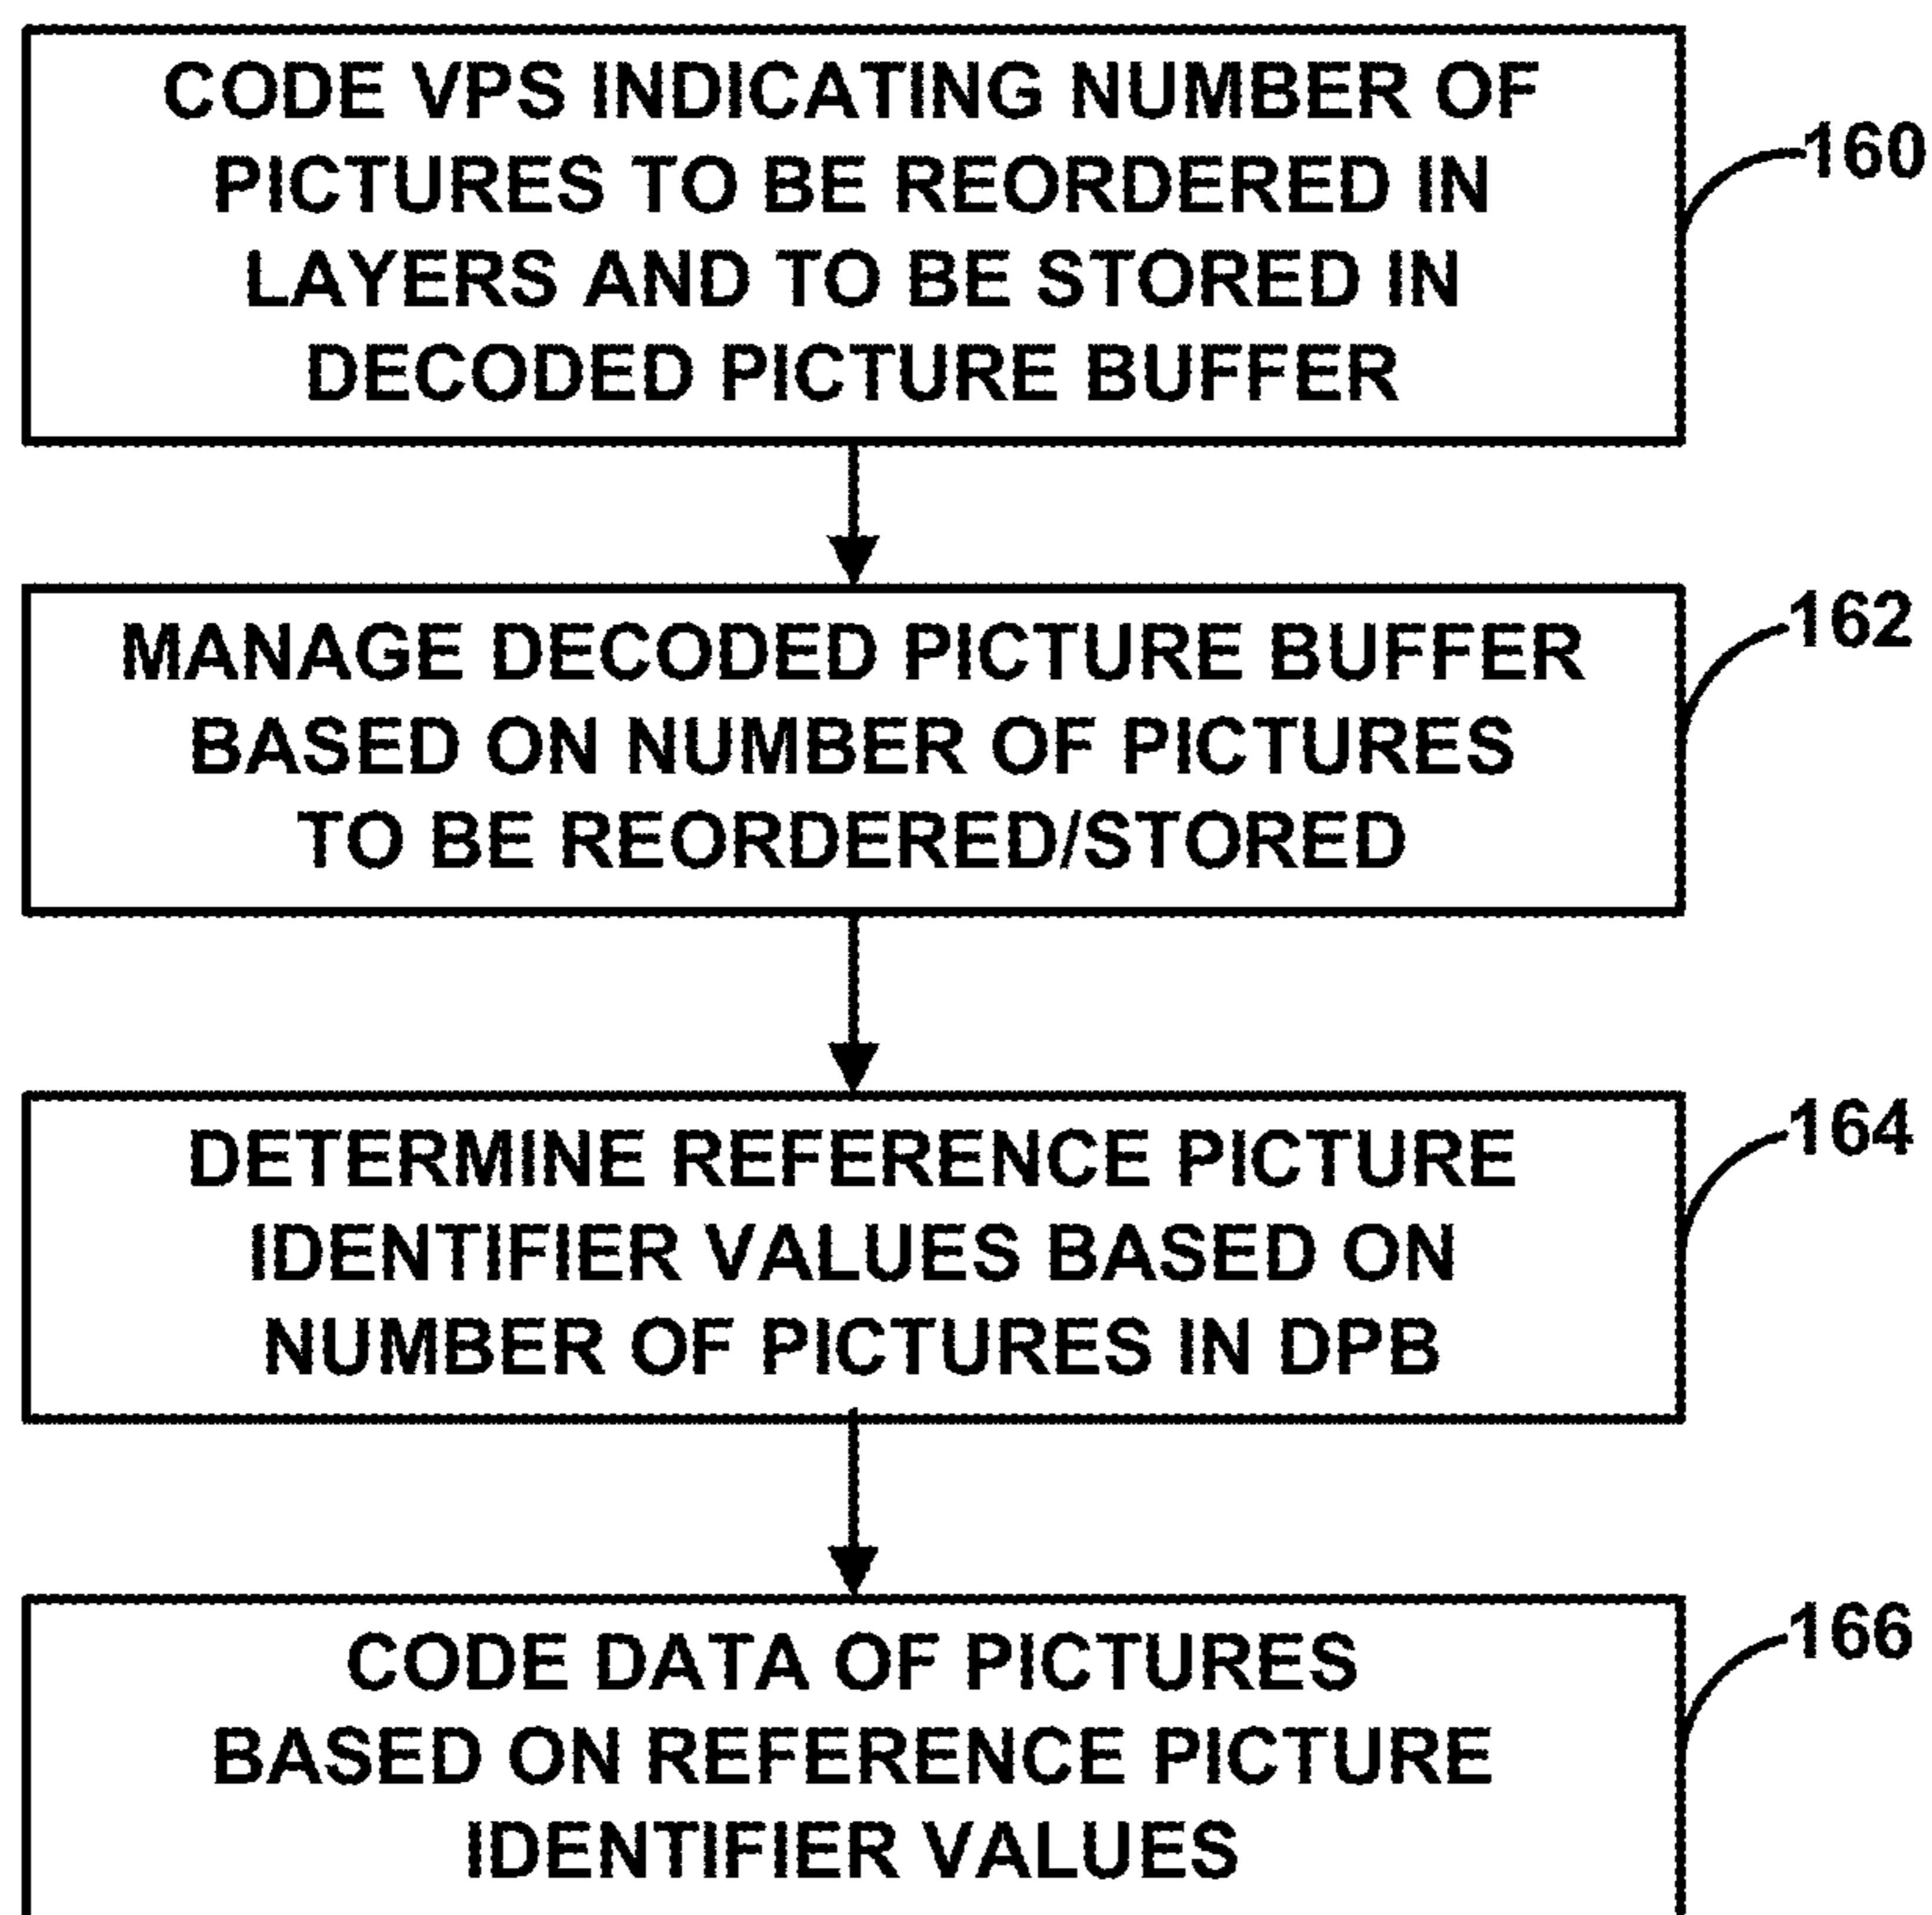 CODE VPS INDICATING NUMBER OF
PICTURES TO BE REORDERED IN
LAYERS AND TO BE STORED IN
DECODED PICTURE BUFFER
160
MANAGE DECODED PICTURE BUFFER
BASED ON NUMBER OF PICTURES
TO BE REORDERED/STORED
162
DETERMINE REFERENCE PICTURE
IDENTIFIER VALUES BASED ON
NUMBER OF PICTURES IN DPB
164
CODE DATA OF PICTURES
BASED ON REFERENCE PICTURE
IDENTIFIER VALUES
166